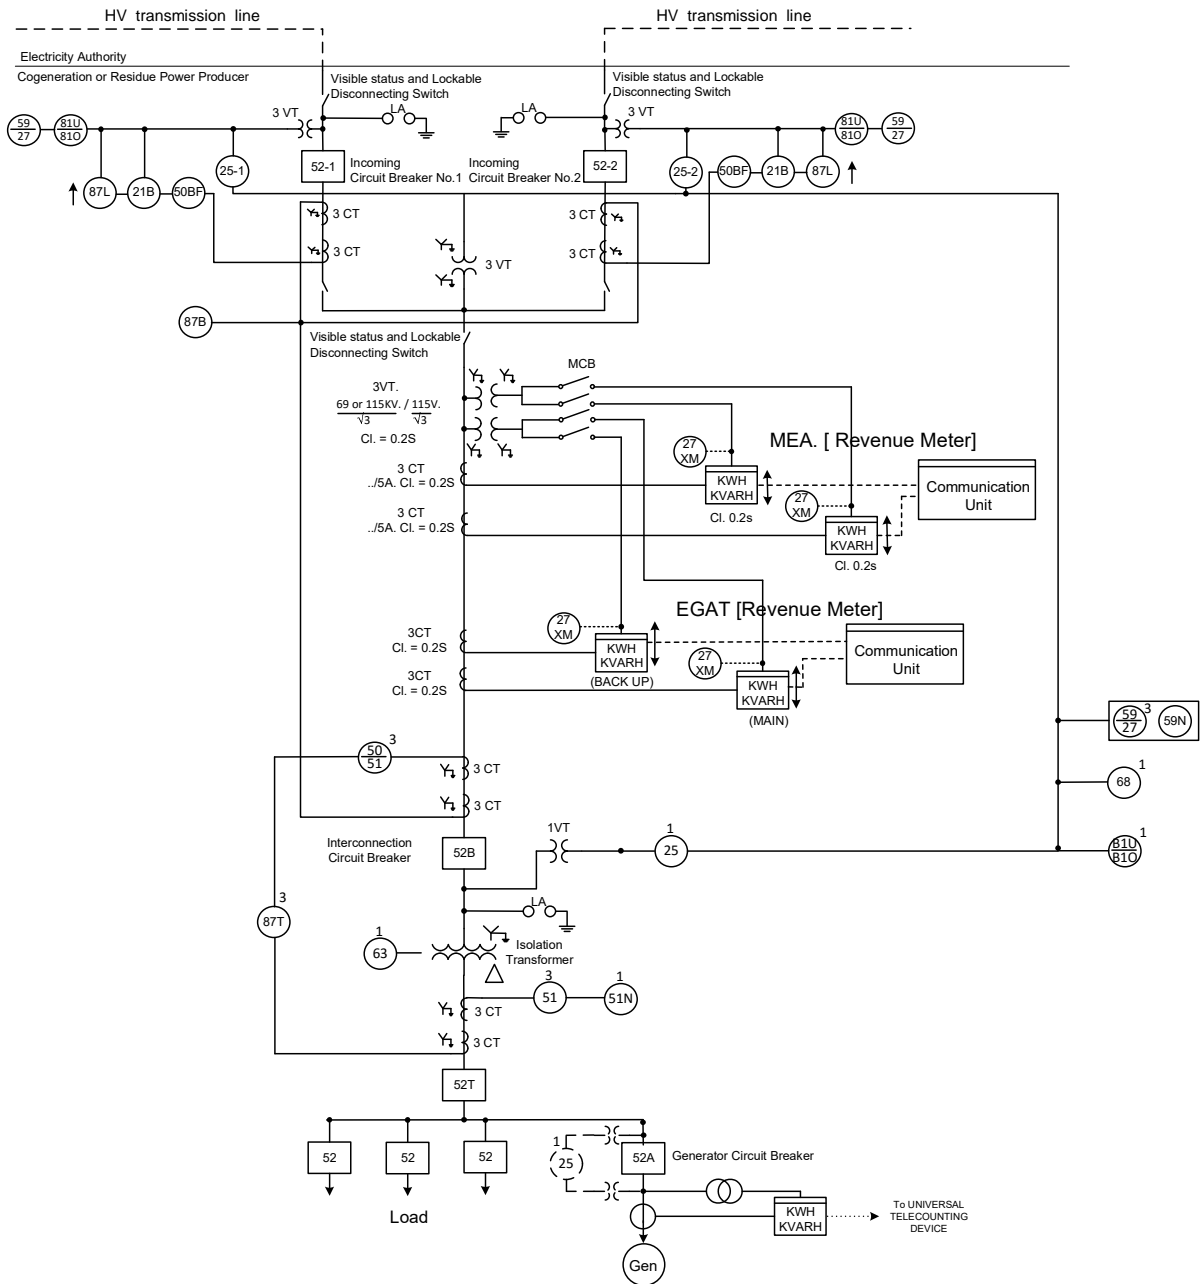 HV transmission line
HV transmission line
Electricity Authority
Cogeneration or Residue Power Producer
Visible status and Lockable
Disconnecting Switch
Visible status and Lockable
Disconnecting Switch
3 VT
LA
LA
3 VT
59
27
81U
81O
81U
81O
59
27
87L
21B
50BF
25-1
52-1
Incoming
Circuit Breaker No.1
Incoming
Circuit Breaker No.2
52-2
25-2
50BF
21B
87L
3 CT
3 CT
3 CT
3 CT
3 VT
87B
Visible status and Lockable
Disconnecting Switch
MCB
3VT.
69 or 115KV. / 115V.
√3 √3
Cl. = 0.2S
MEA. [ Revenue Meter]
27
XM
3 CT
../5A. Cl. = 0.2S
KWH
KVARH
Cl. 0.2s
Communication
Unit
27
XM
3 CT
../5A. Cl. = 0.2S
KWH
KVARH
Cl. 0.2s
EGAT [Revenue Meter]
27
XM
3CT
Cl. = 0.2S
KWH
KVARH
(BACK UP)
Communication
Unit
27
XM
3CT
Cl. = 0.2S
KWH
KVARH
(MAIN)
59
27
3
59N
50
51
3
3 CT
68
1
3 CT
Interconnection
Circuit Breaker
52B
1VT
1
25
B1U
B1O
1
3
87T
LA
1
63
Isolation
Transformer
3
51
1
51N
3 CT
3 CT
52T
52
52
52
Load
1
25
52A
Generator Circuit Breaker
KWH
KVARH
To UNIVERSAL
TELECOUNTING
DEVICE
Gen